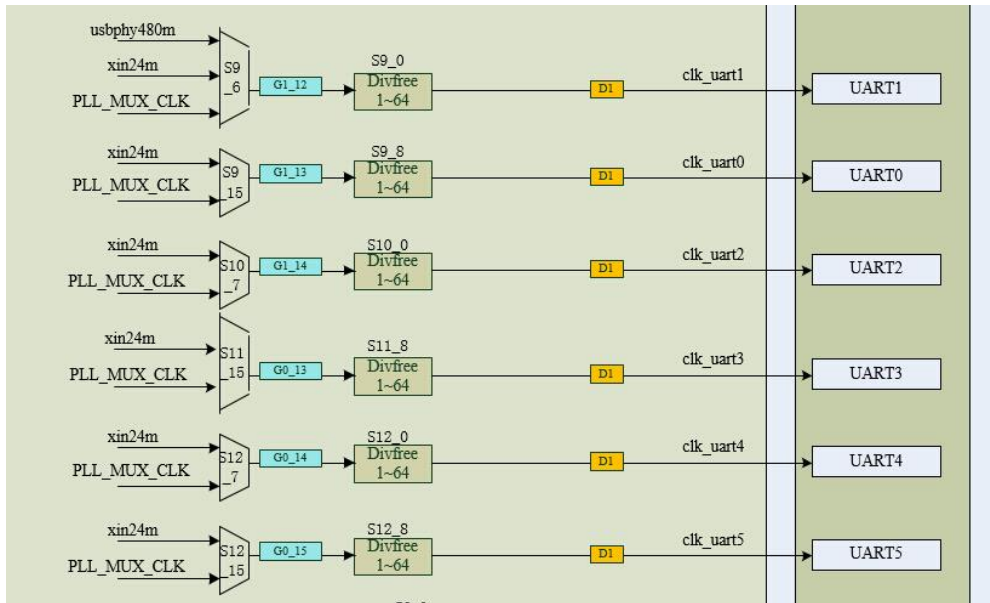 usbphy480m
xin24m
PLL_MUX_CLK
S9
_6
G1_12
S9_0
Divfree
1~64
D1
clk_uart1
UART1
xin24m
PLL_MUX_CLK
S9
_15
G1_13
S9_8
Divfree
1~64
D1
clk_uart0
UART0
xin24m
PLL_MUX_CLK
S10
_7
G1_14
S10_0
Divfree
1~64
D1
clk_uart2
UART2
xin24m
PLL_MUX_CLK
S11
_15
G0_13
S11_8
Divfree
1~64
D1
clk_uart3
UART3
xin24m
PLL_MUX_CLK
S12
_7
G0_14
S12_0
Divfree
1~64
D1
clk_uart4
UART4
xin24m
PLL_MUX_CLK
S12
_15
G0_15
S12_8
Divfree
1~64
D1
clk_uart5
UART5